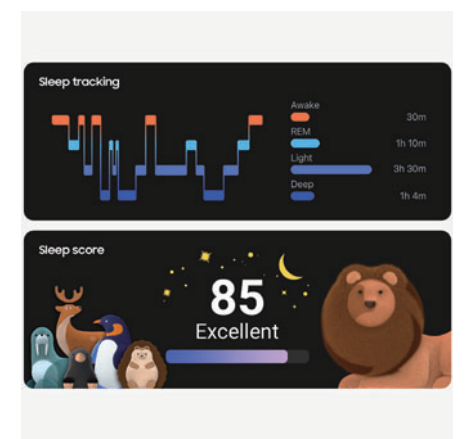 Sleep tracking
Awake
30m
REM
1h 10m
Light
3h 30m
Deep
1h 4m
Sleep score
85
Excellent